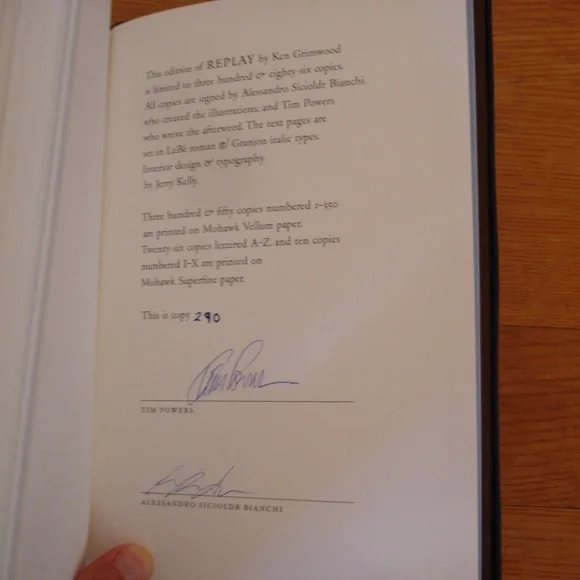 This edition of REPLAY by Ken Grimwood
is limited to three hundred & eighty-six copies.
All copies are signed by Alessandro Sicioldr Bianchi,
who created the illustrations, and Tim Powers
who wrote the afterword. The text pages are
set in LeBé roman &/ Granjon italic types.
Interior design & typography
by Jerry Kelly.
Three hundred & fifty copies numbered 1-350
are printed on Mohawk Vellum paper.
Twenty-six copies lettered A-Z, and ten copies
numbered I-X are printed on
Mohawk Superfine paper.
This is copy 290
TIM POWERS
ALESSANDRO SICIOLDR BIANCHI